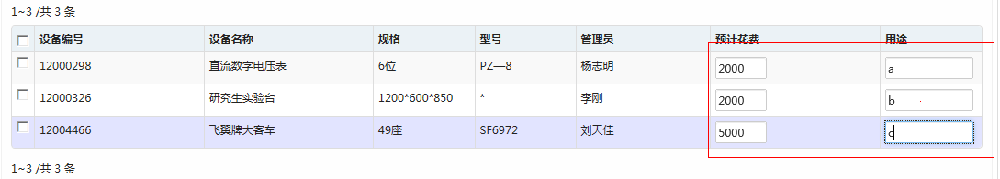 1~3 /共 3 条
设备编号 设备名称 规格 型号 管理员 预计花费 用途
12000298 直流数字电压表 6位 PZ—8 杨志明 2000 a
12000326 研究生实验台 1200*600*850 * 李刚 2000 b
12004466 飞翼牌大客车 49座 SF6972 刘天佳 5000 c
1~3 /共 3 条